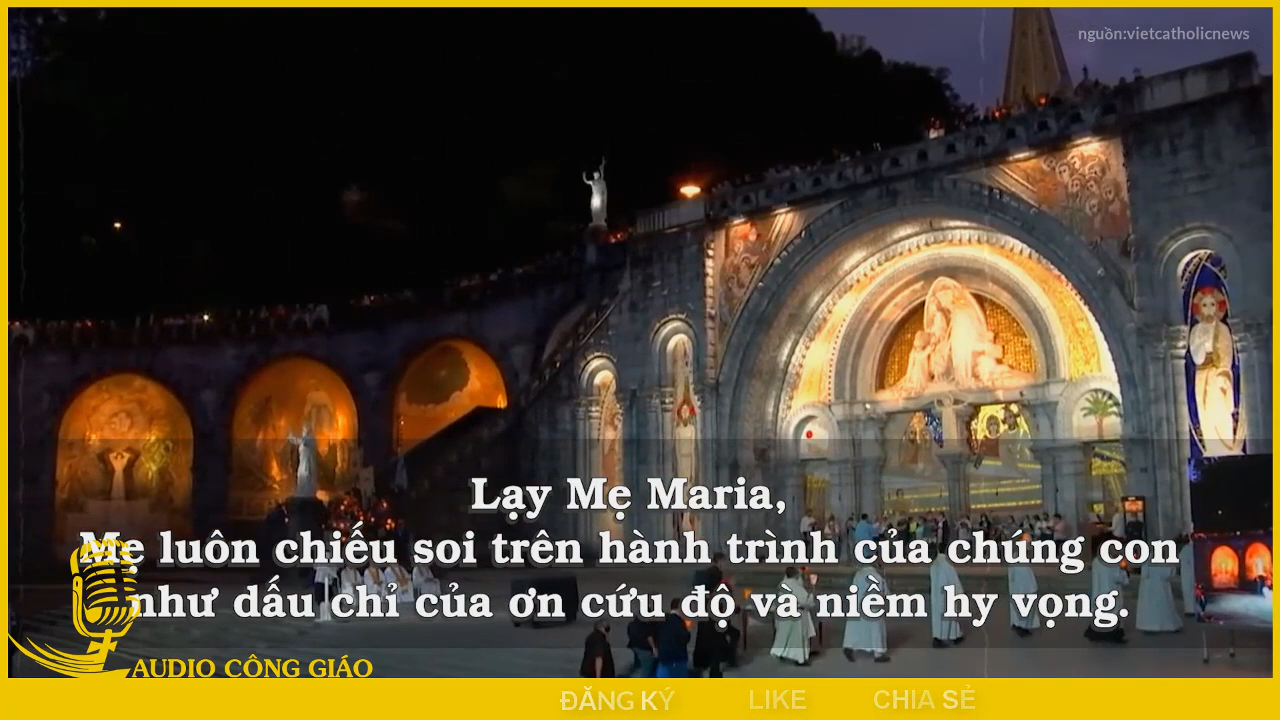 nguồn:vietcatholicnews
Lạy Mẹ Maria,
Mẹ luôn chiếu soi trên hành trình của chúng con
như dấu chỉ của ơn cứu độ và niềm hy vọng.
AUDIO CÔNG GIÁO
ĐĂNG KÝ LIKE CHIA SẺ